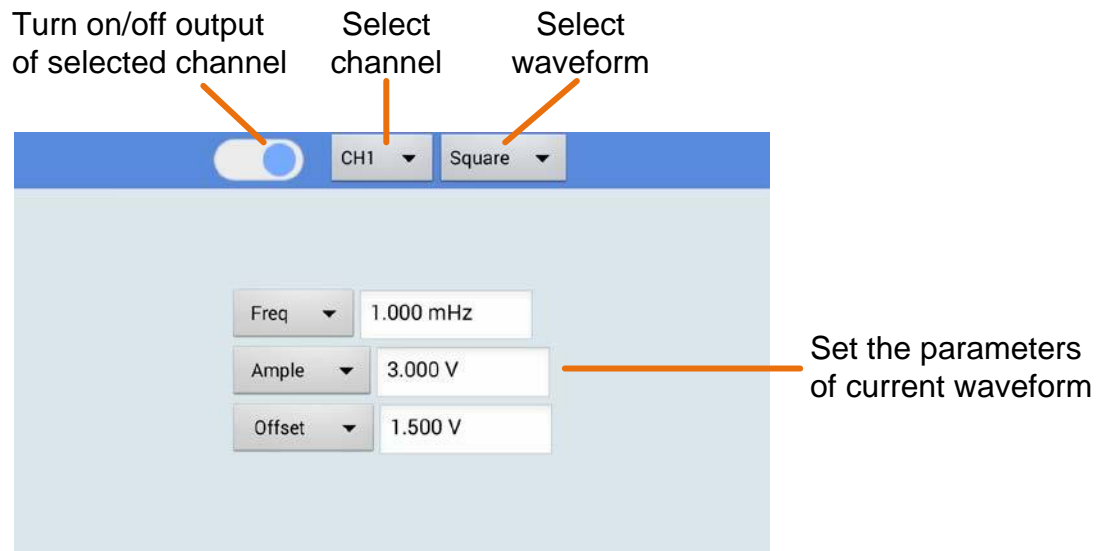 Turn on/off output
of selected channel
Select
channel
Select
waveform
CH1
Square
Freq
1.000 mHz
Ample
3.000 V
Offset
1.500 V
Set the parameters
of current waveform